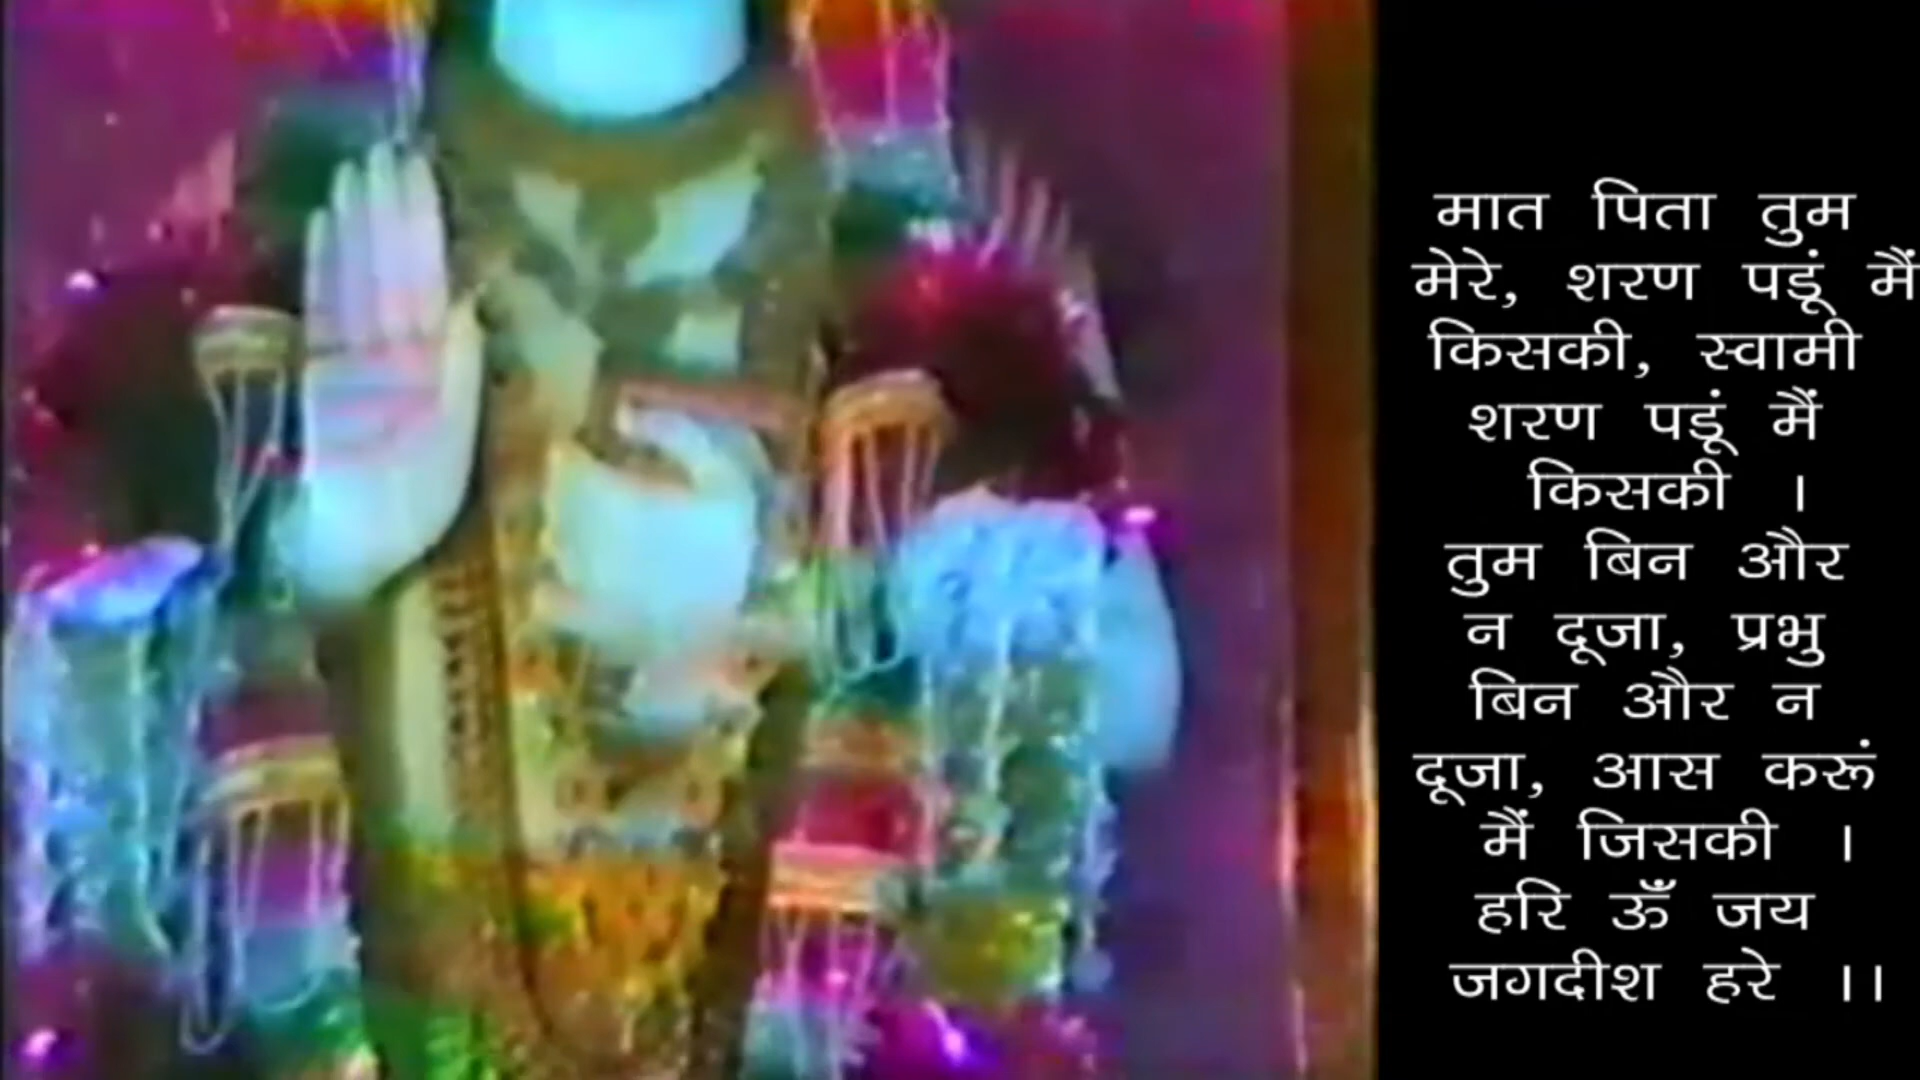 मात पिता तुम
मेरे, शरण पडूं मैं
किसकी, स्वामी
शरण पडूं मैं
किसकी ।
तुम बिन और
न दूजा, प्रभु
बिन और न
दूजा, आस करूं
मैं जिसकी ।
हरि ऊँ जय
जगदीश हरे ।।